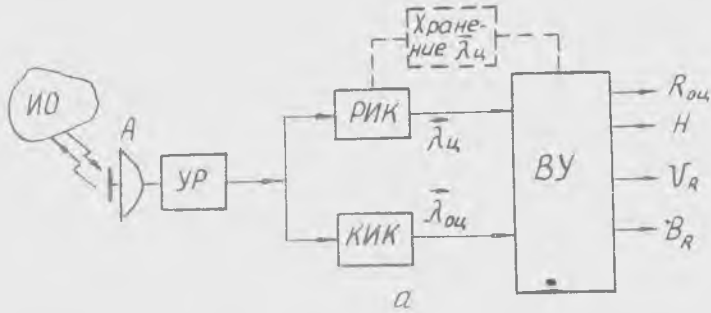 Хране-
ние λ̄ц
ИО
А
УР
РИК
λ̄ц
КИК
λ̄оц
ВУ
Rоц
H
VR
BR
а